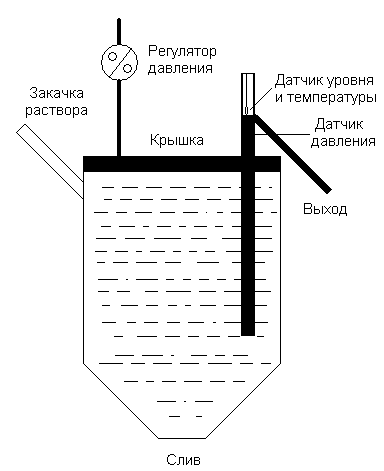 Регулятор
давления
Закачка
раствора
Датчик уровня
и температуры
Крышка
Датчик
давления
Выход
Слив